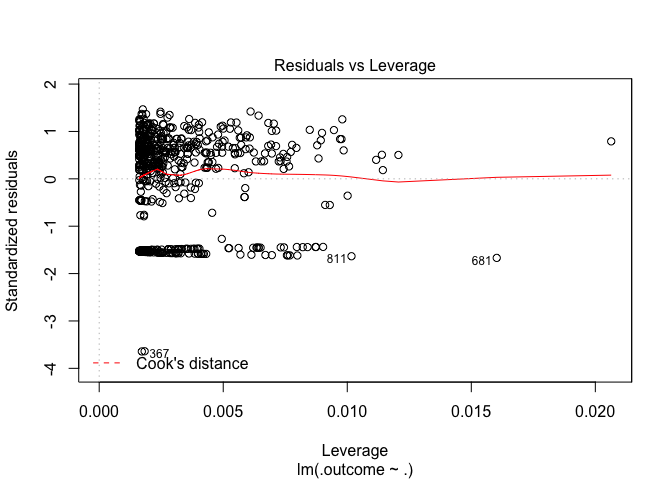 Residuals vs Leverage
2
1
0
-1
-2
-3
-4
Standardized residuals
811
681
367
Cook's distance
0.000 0.005 0.010 0.015 0.020
Leverage
lm(.outcome ~ .)